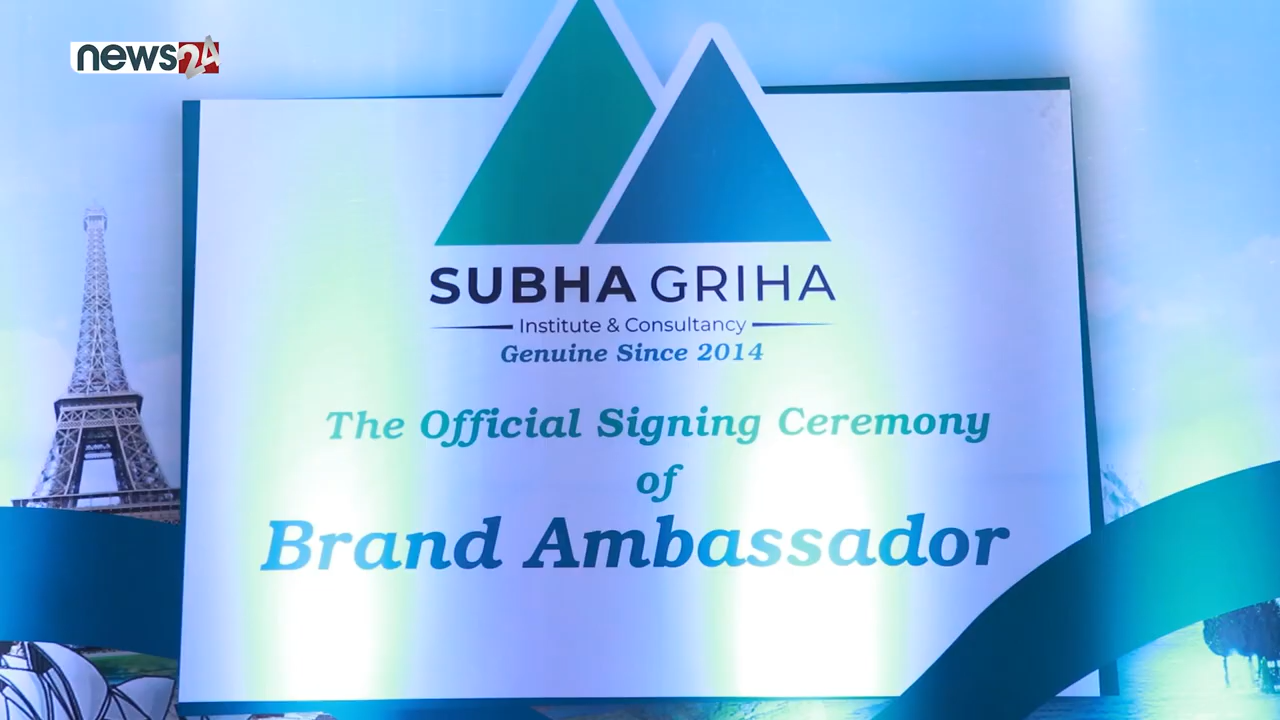 news24
SUBHA GRIHA
Institute & Consultancy
Genuine Since 2014
The Official Signing Ceremony
of
Brand Ambassador